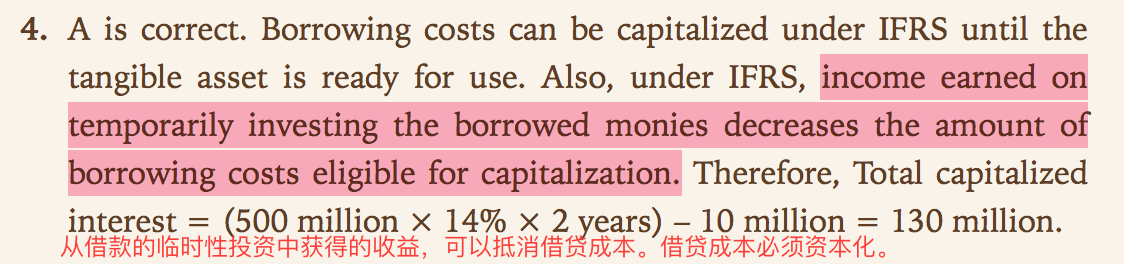 4. A is correct. Borrowing costs can be capitalized under IFRS until the
tangible asset is ready for use. Also, under IFRS, income earned on
temporarily investing the borrowed monies decreases the amount of
borrowing costs eligible for capitalization. Therefore, Total capitalized
interest = (500 million × 14% × 2 years) – 10 million = 130 million.
从借款的临时性投资中获得的收益，可以抵消借贷成本。借贷成本必须资本化。